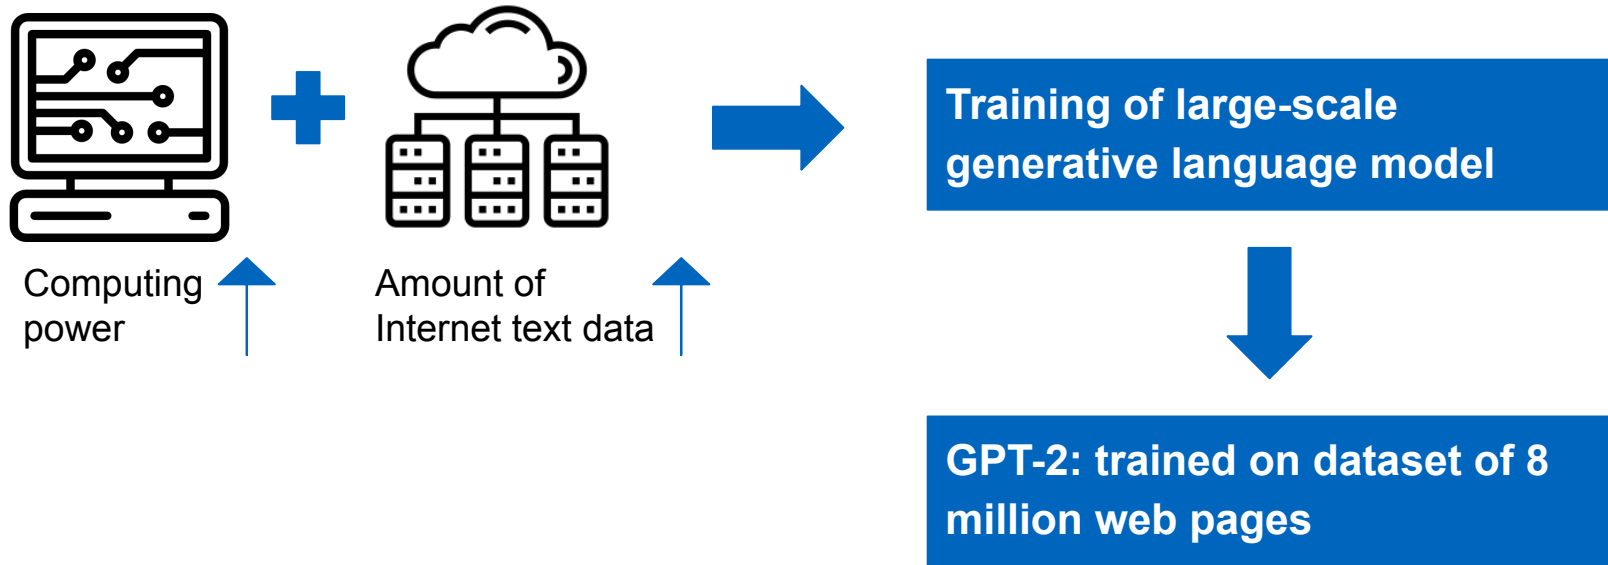 Computing
power
Amount of
Internet text data
Training of large-scale
generative language model
GPT-2: trained on dataset of 8
million web pages